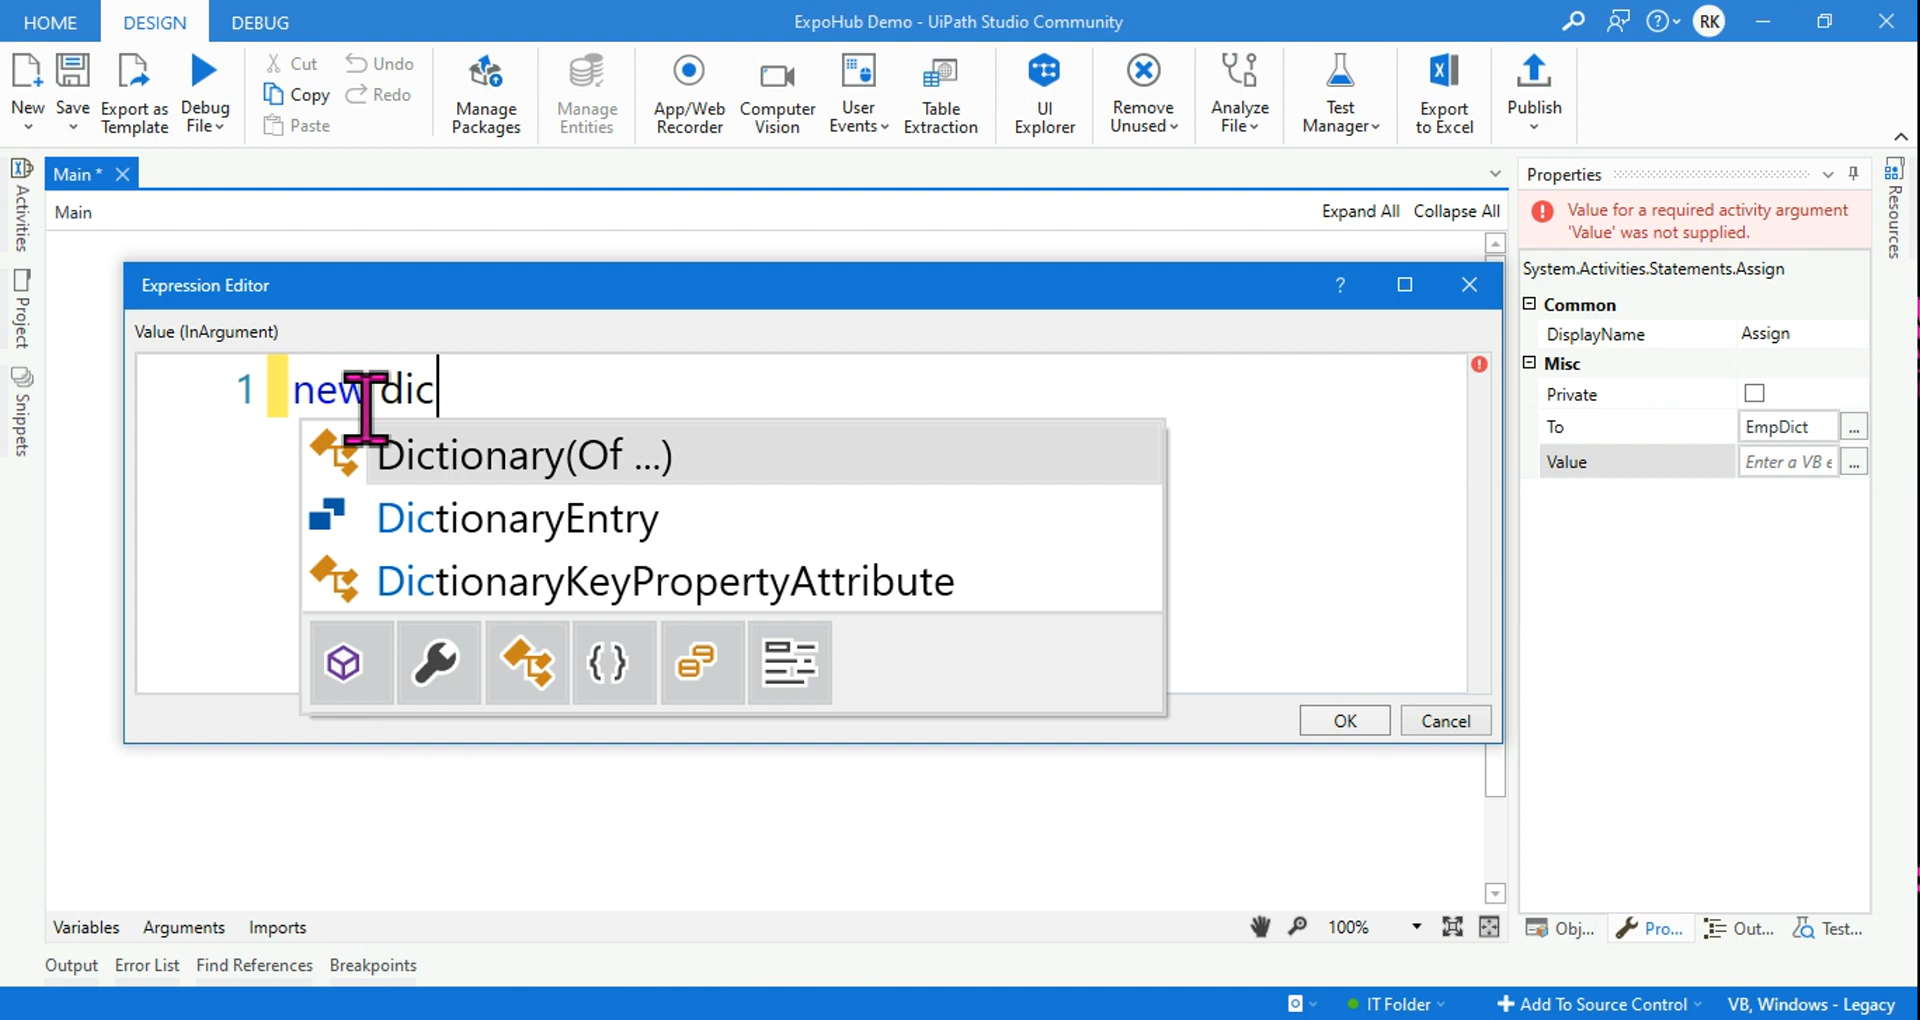 HOME DESIGN DEBUG
ExpoHub Demo - UiPath Studio Community
RK
New
Save
Export as Template
Debug File
Cut
Copy
Paste
Undo
Redo
Manage Packages
Manage Entities
App/Web Recorder
Computer Vision
User Events
Table Extraction
UI Explorer
Remove Unused
Analyze File
Test Manager
Export to Excel
Publish
Activities
Project
Snippets
Main *
Main
Expand All Collapse All
Expression Editor
?
Value (InArgument)
1 new dic
Dictionary(Of ...)
DictionaryEntry
DictionaryKeyPropertyAttribute
OK Cancel
Properties
Value for a required activity argument
'Value' was not supplied.
System.Activities.Statements.Assign
Common
DisplayName Assign
Misc
Private
To EmpDict ...
Value Enter a VB e ...
Resources
Variables Arguments Imports
100%
Obj... Pro... Out... Test...
Output Error List Find References Breakpoints
IT Folder
Add To Source Control
VB, Windows - Legacy